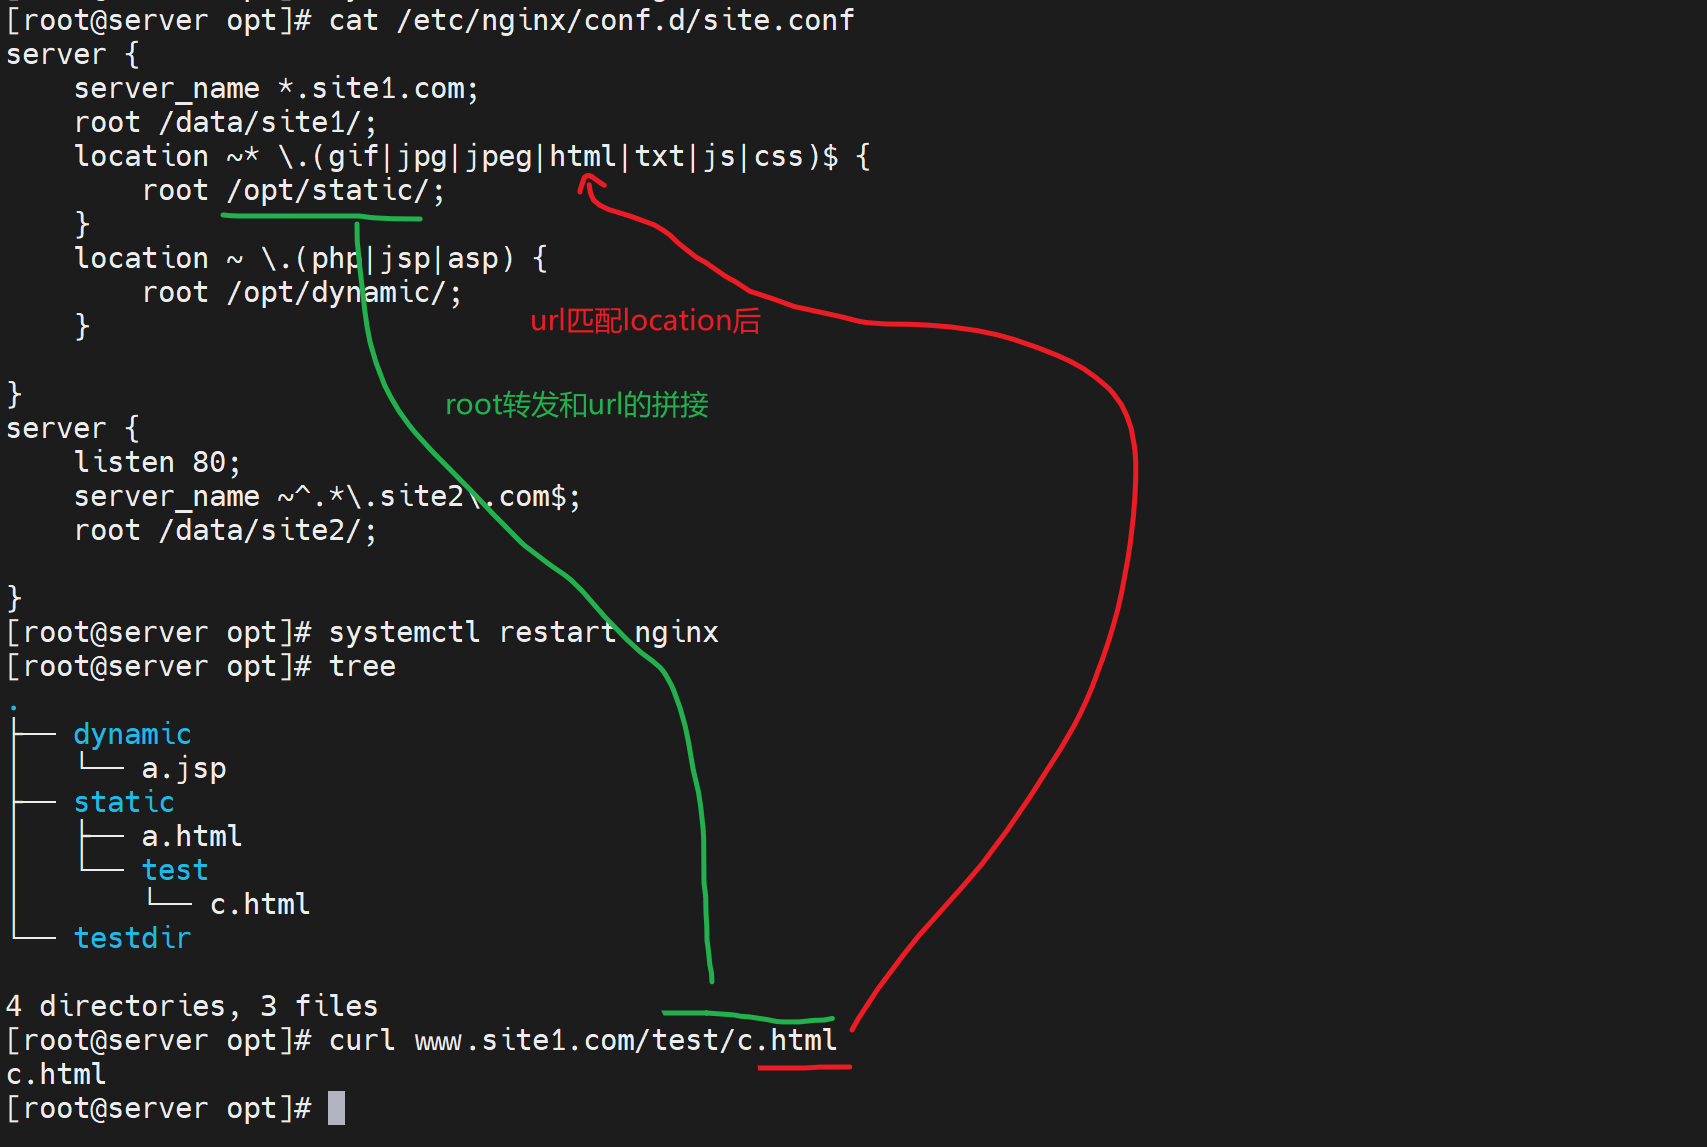 [root@server opt]# cat /etc/nginx/conf.d/site.conf
server {
    server_name *.site1.com;
    root /data/site1/;
    location ~* \.(gif|jpg|jpeg|html|txt|js|css)$ {
        root /opt/static/;
    }
    location ~ \.(php|jsp|asp) {
        root /opt/dynamic/;
url匹配location后
    }
}
root转发和url的拼接
server {
    listen 80;
    server_name ~^.*\.site2\.com$;
    root /data/site2/;
}
[root@server opt]# systemctl restart nginx
[root@server opt]# tree
.
├── dynamic
│   └── a.jsp
├── static
│   ├── a.html
│   └── test
│       └── c.html
└── testdir
4 directories, 3 files
[root@server opt]# curl www.site1.com/test/c.html
c.html
[root@server opt]#